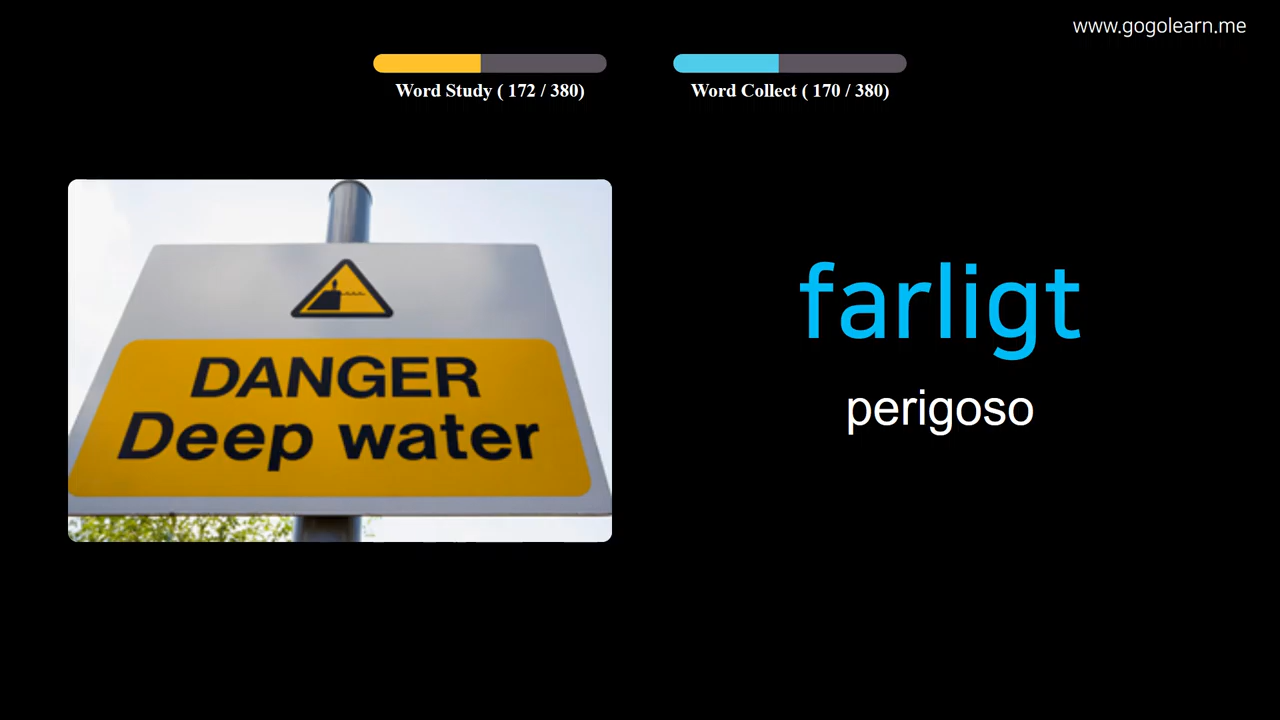 www.gogolearn.me
Word Study ( 172 / 380)
Word Collect ( 170 / 380)
DANGER
Deep water
farligt
perigoso